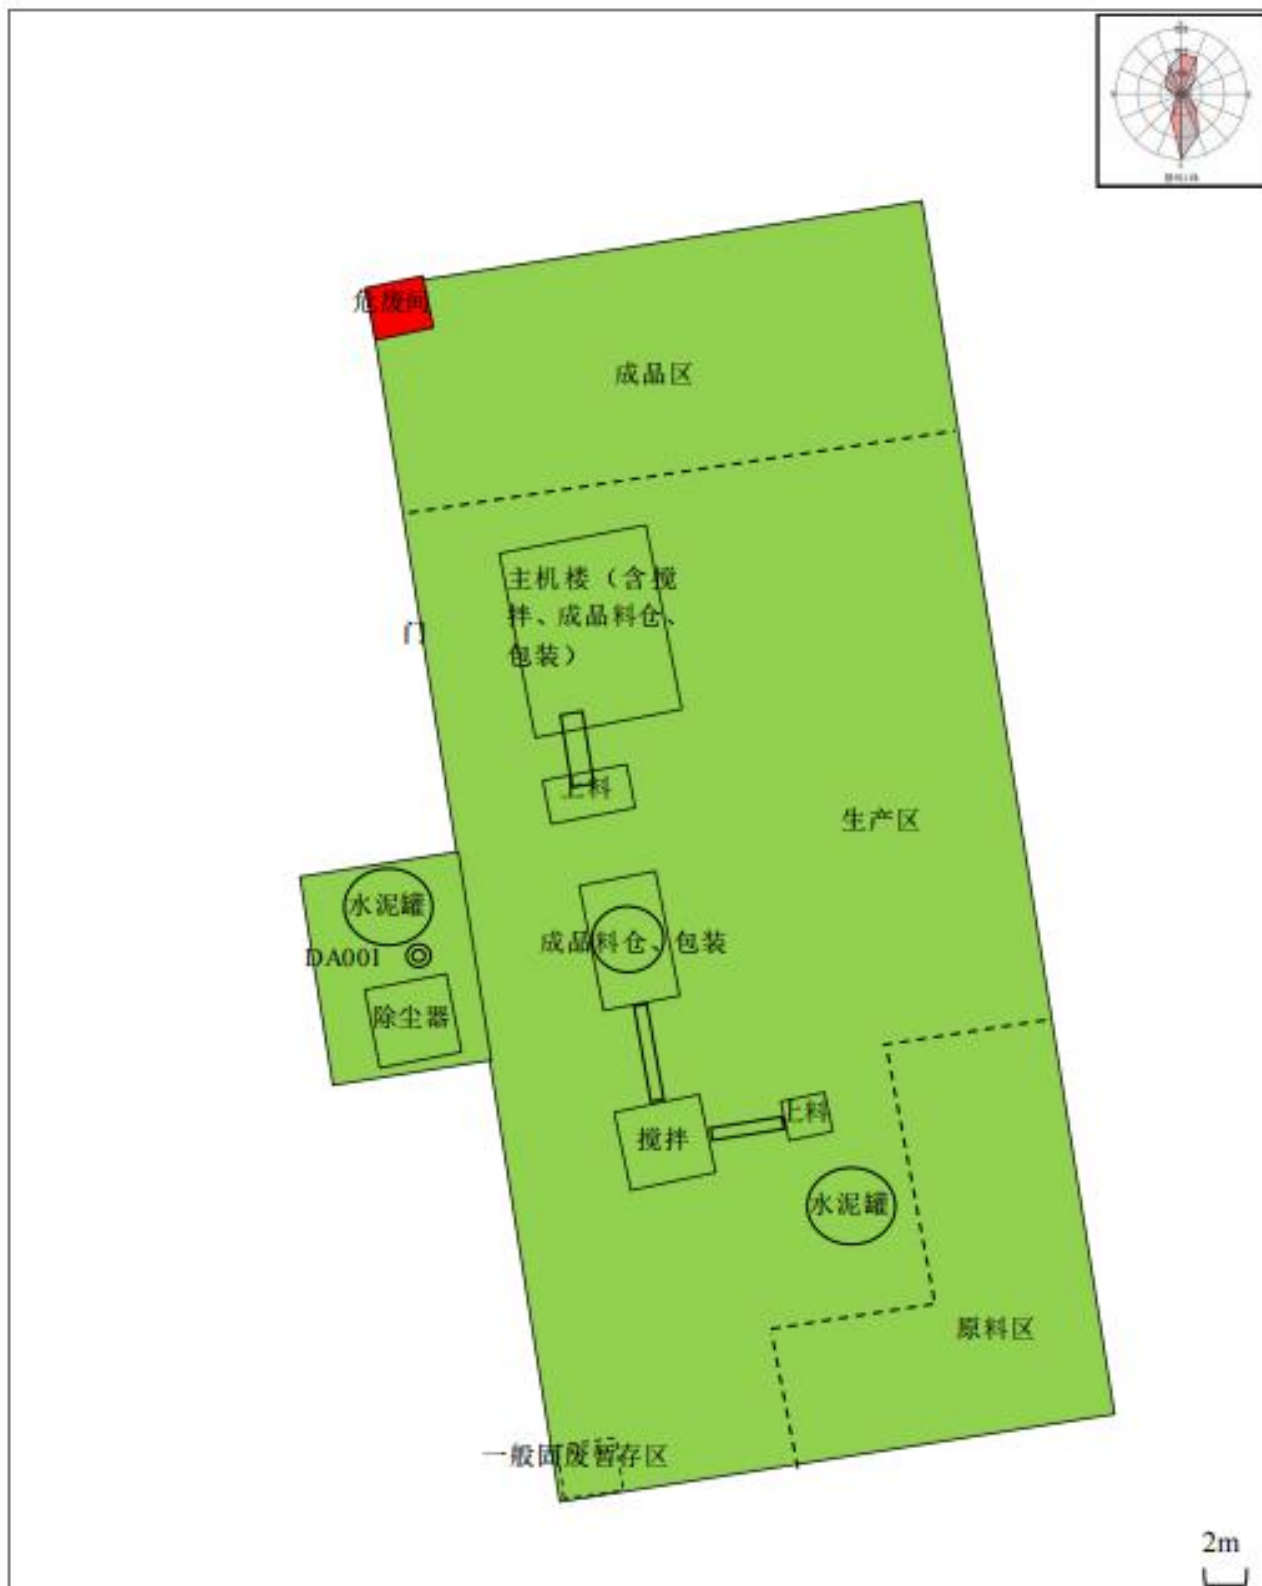 危废间
成品区
主机楼（含搅
拌、成品料仓、
包装）
门
上料
生产区
水泥罐
成品料仓、包装
DA001
除尘器
上料
搅拌
水泥罐
原料区
一般固废暂存区
2m